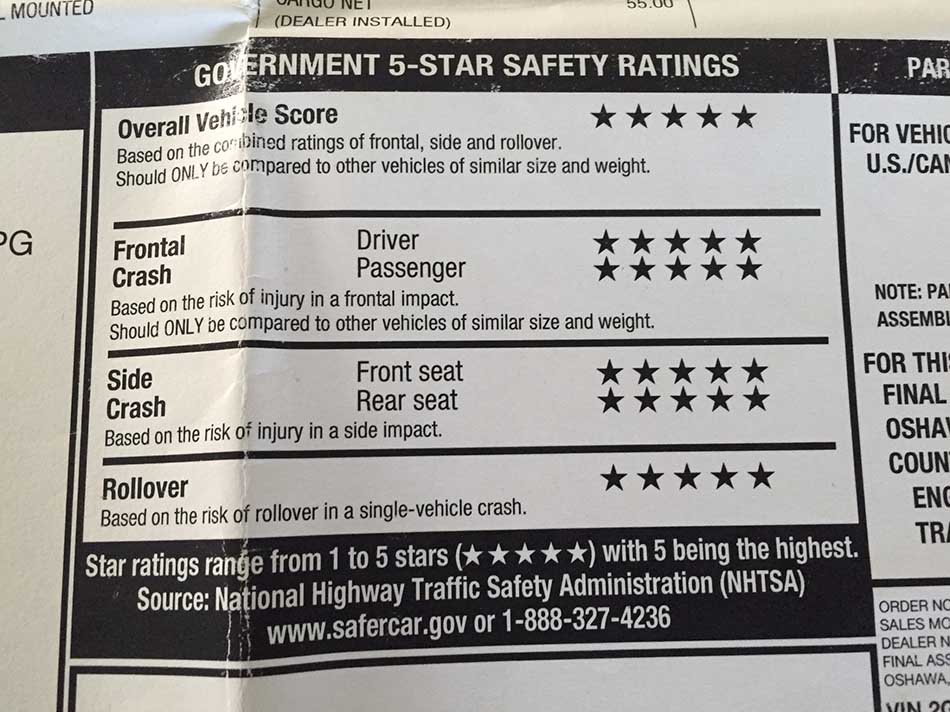 MOUNTED
CARGO NET 55.00
(DEALER INSTALLED)
GOVERNMENT 5-STAR SAFETY RATINGS
Overall Vehicle Score ★★★★★
Based on the combined ratings of frontal, side and rollover.
Should ONLY be compared to other vehicles of similar size and weight.
Frontal Driver ★★★★★
Crash Passenger ★★★★★
Based on the risk of injury in a frontal impact.
Should ONLY be compared to other vehicles of similar size and weight.
Side Front seat ★★★★★
Crash Rear seat ★★★★★
Based on the risk of injury in a side impact.
Rollover ★★★★★
Based on the risk of rollover in a single-vehicle crash.
Star ratings range from 1 to 5 stars (★★★★★) with 5 being the highest.
Source: National Highway Traffic Safety Administration (NHTSA)
www.safercar.gov or 1-888-327-4236
PG
PAR
FOR VEHIC
U.S./CAN
NOTE: PA
ASSEMBL
FOR THIS
FINAL
OSHAW
COUN
ENG
TRA
ORDER NO
SALES MO
DEALER N
FINAL ASS
OSHAWA,
VIN 2G